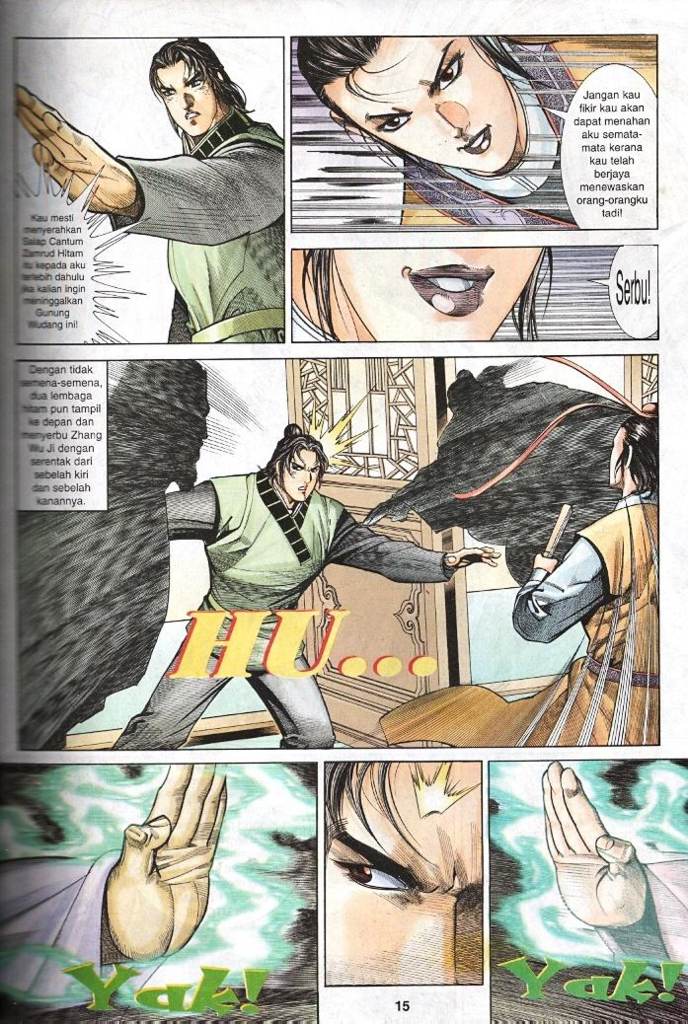 Kau mesti
menyerahkan
Salap Cantum
Zamrud Hitam
itu kepada aku
terlebih dahulu
jika kalian ingin
meninggalkan
Gunung
Wudang ini!
Jangan kau
fikir kau akan
dapat menahan
aku semata-
mata kerana
kau telah
berjaya
menewaskan
orang-orangku
tadi!
Serbu!
Dengan tidak
semena-semena,
dua lembaga
hitam pun tampil
ke depan dan
menyerbu Zhang
Wu Ji dengan
serentak dari
sebelah kiri
dan sebelah
kanannya.
HU...
Yak!
Yak!
15